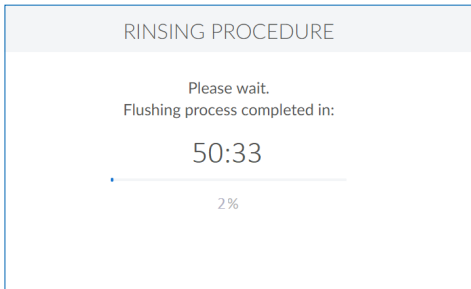 RINSING PROCEDURE
Please wait.
Flushing process completed in:
50:33
2%